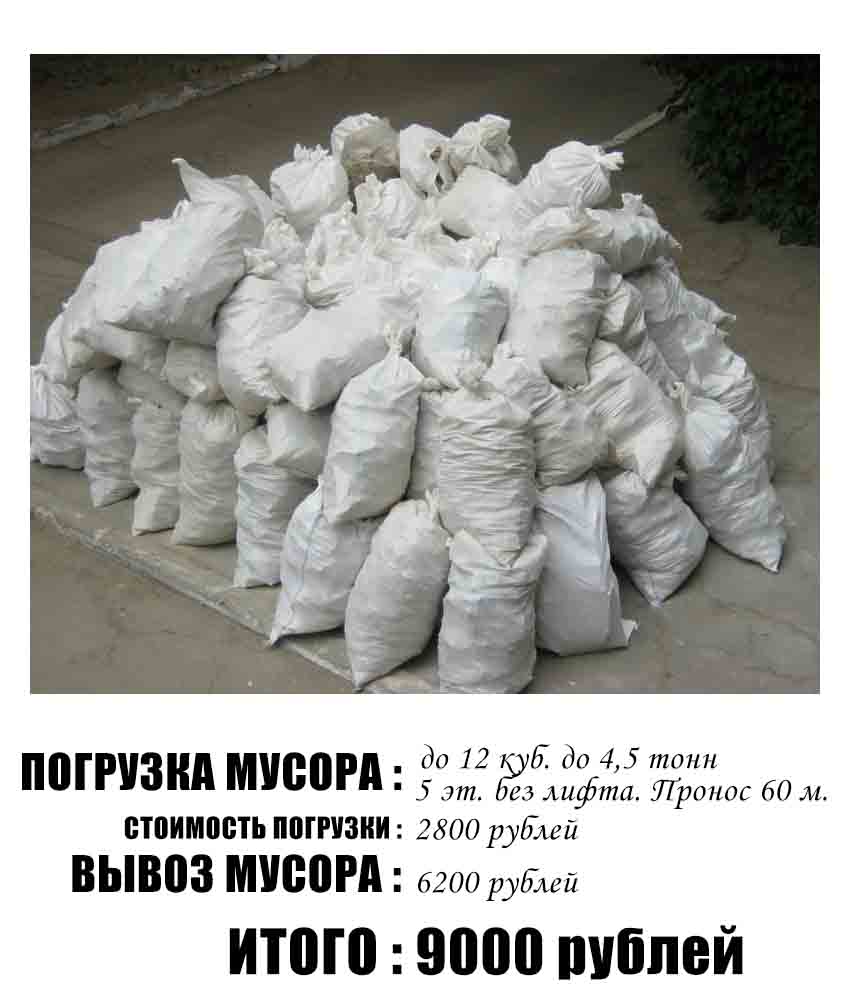 ПОГРУЗКА МУСОРА : до 12 куб. до 4,5 тонн
5 эт. без лифта. Пронос 60 м.
СТОИМОСТЬ ПОГРУЗКИ : 2800 рублей
ВЫВОЗ МУСОРА : 6200 рублей
ИТОГО : 9000 рублей